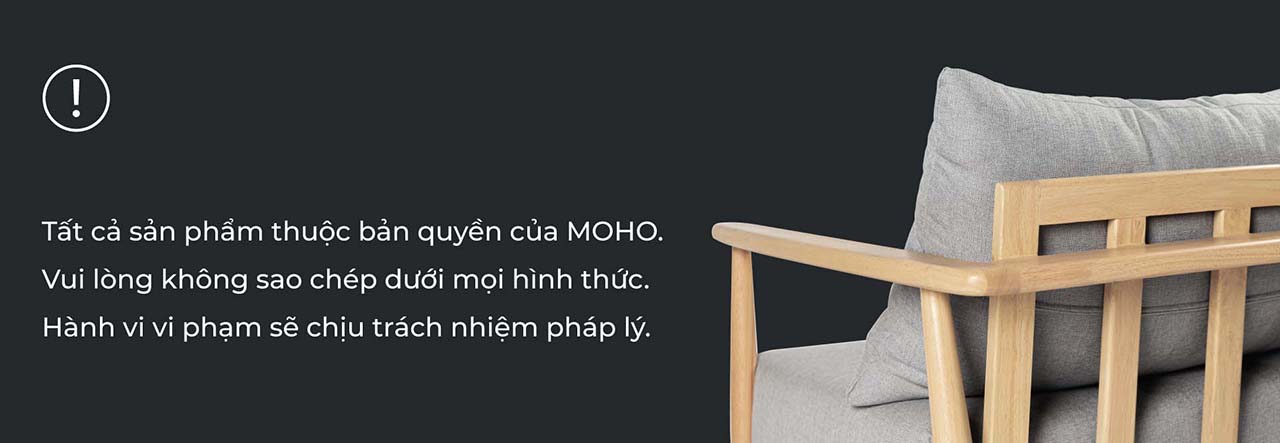 Tất cả sản phẩm thuộc bản quyền của MOHO.
Vui lòng không sao chép dưới mọi hình thức.
Hành vi vi phạm sẽ chịu trách nhiệm pháp lý.